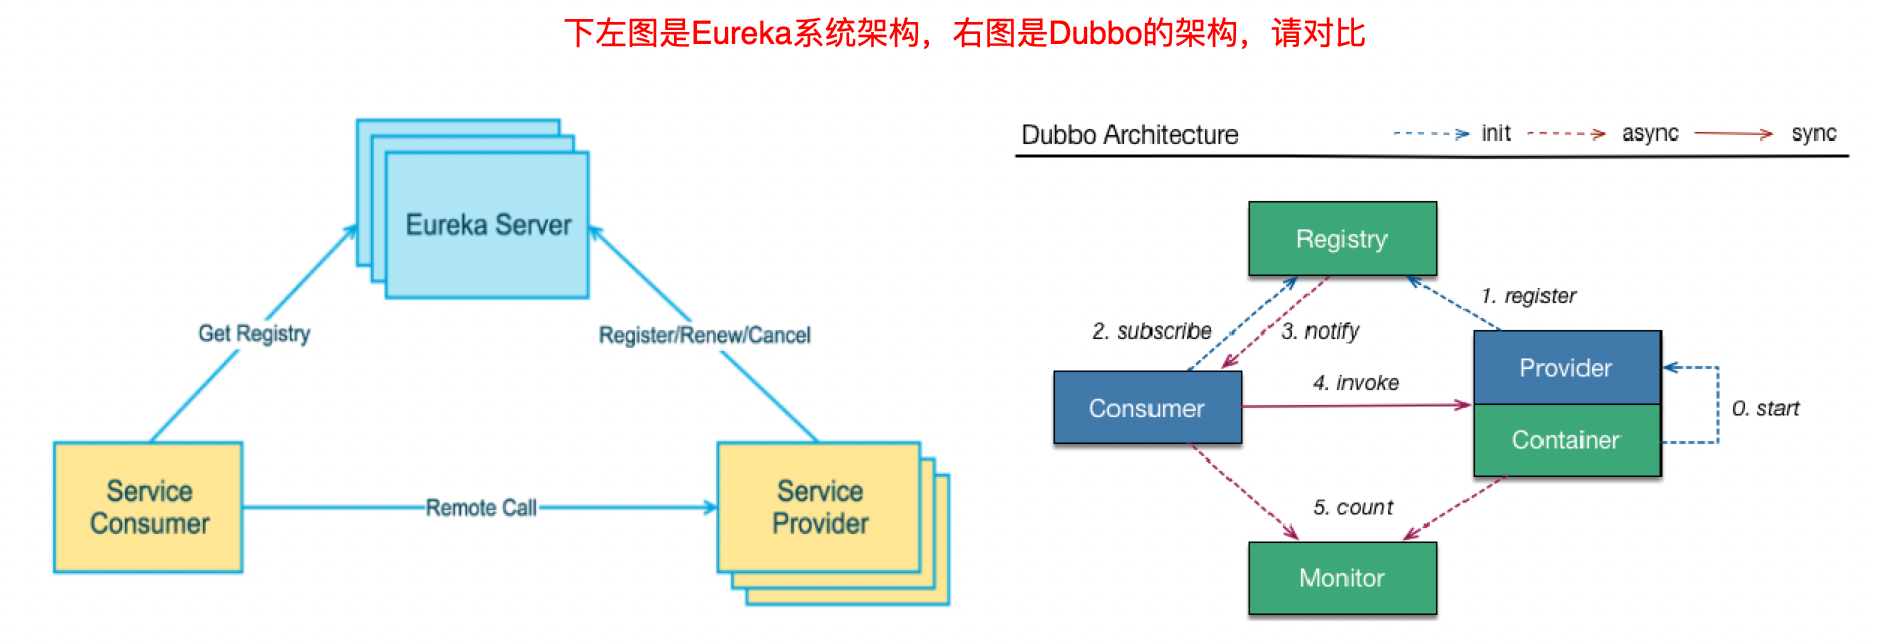 下左图是Eureka系统架构，右图是Dubbo的架构，请对比
Eureka Server
Get Registry
Register/Renew/Cancel
Service
Consumer
Remote Call
Service
Provider
Dubbo Architecture
init
async
sync
Registry
1. register
2. subscribe
3. notify
Provider
4. invoke
Consumer
0. start
Container
5. count
Monitor